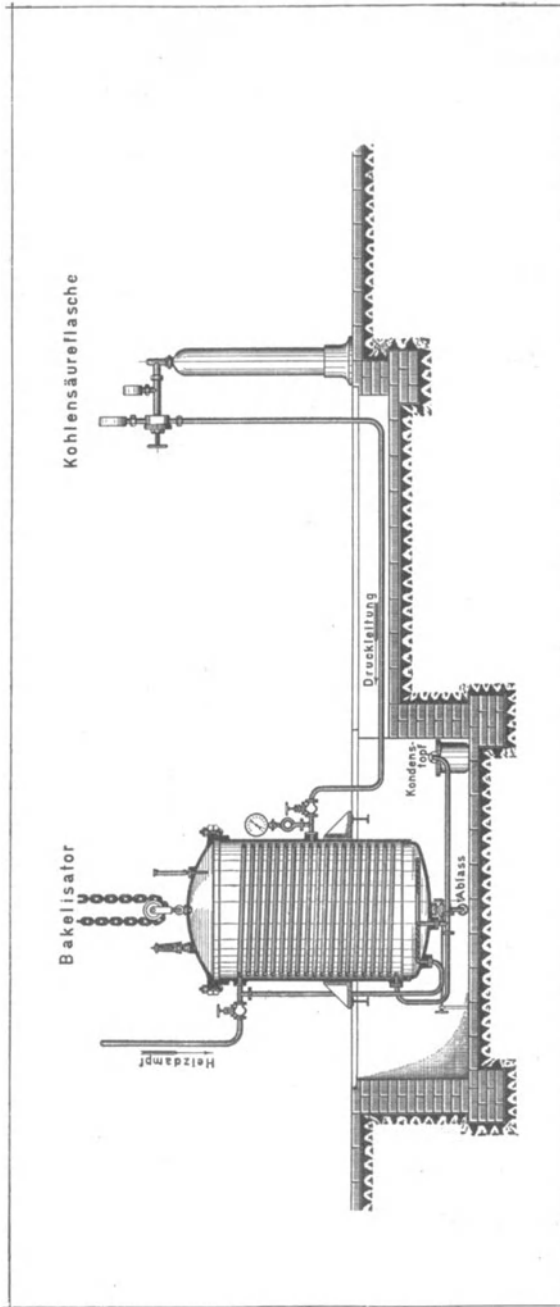 Bakelisator
Kohlensäureflasche
Heizdampf
Druckleitung
Kondens-
topf
Ablass